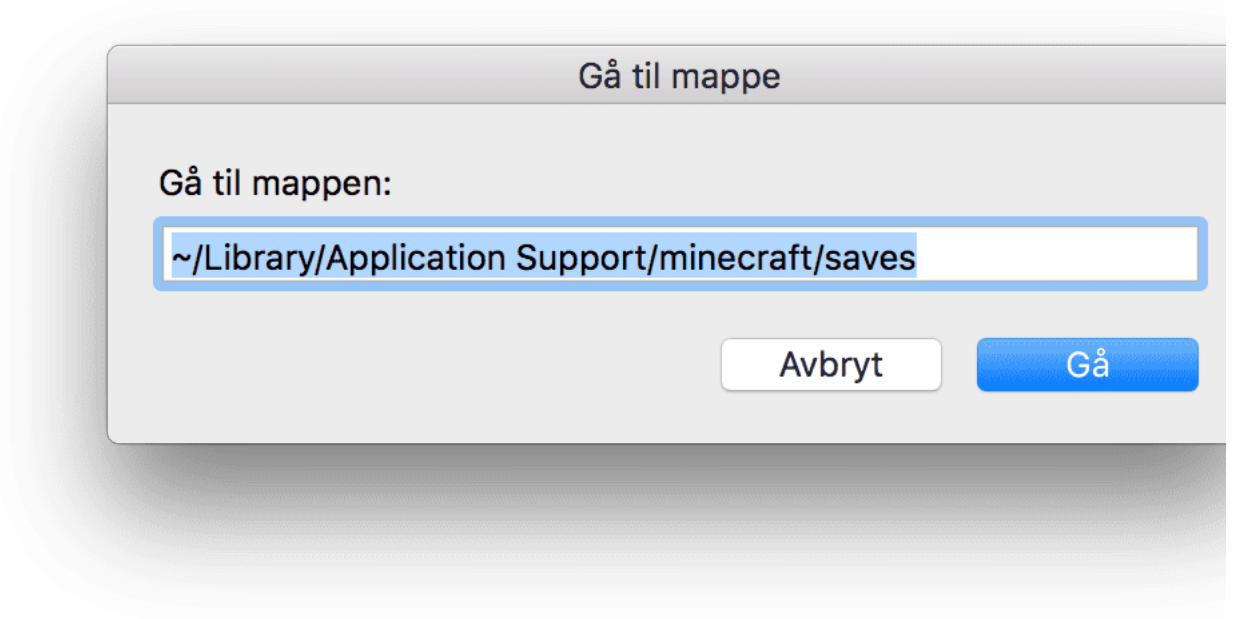 Gå til mappe
Gå til mappen:
~/Library/Application Support/minecraft/saves
Avbryt Gå